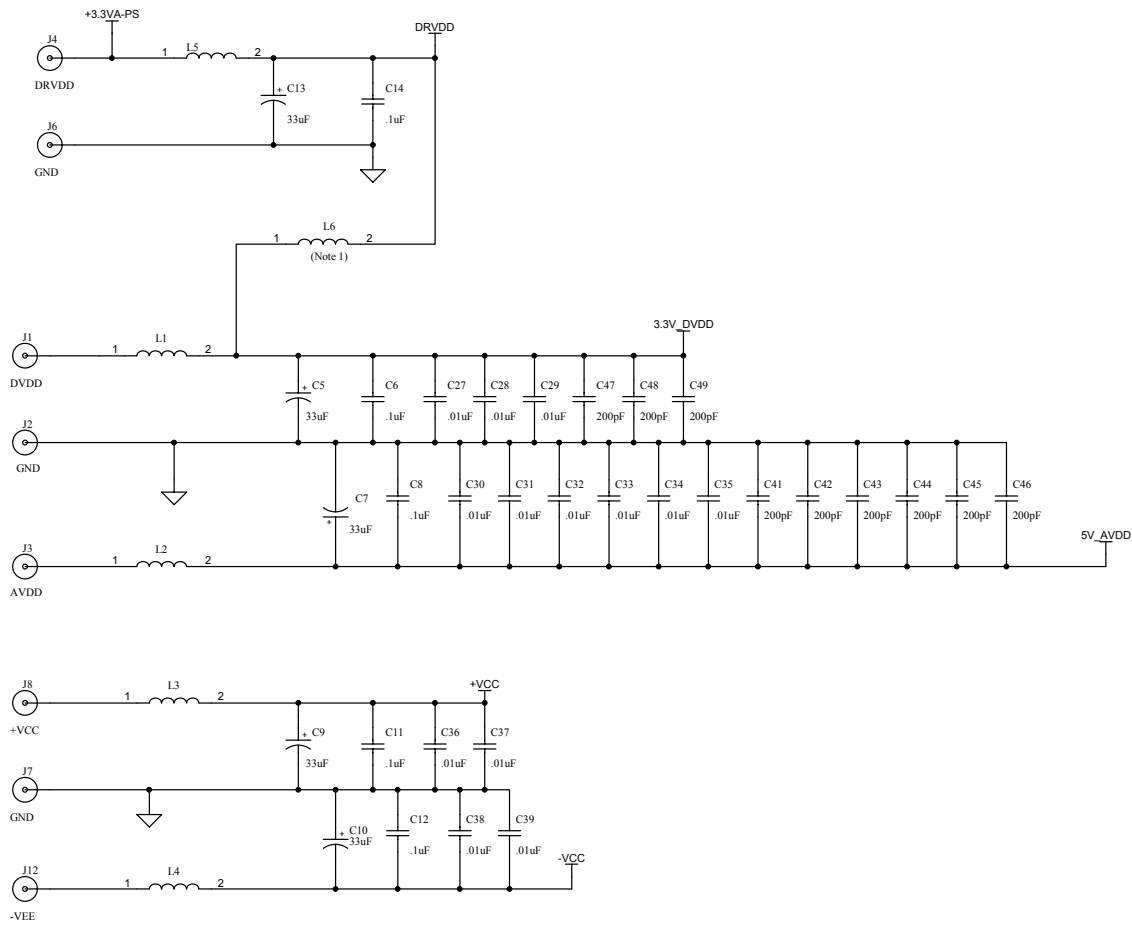 +3.3VA-PS
DRVDD
J4
1 L5 2
DRVDD
+ C13
33uF
C14
.1uF
J6
GND
L6
1 2
(Note 1)
J1
1 L1 2
DVDD
3.3V_DVDD
+ C5
33uF
C6
.1uF
C27
.01uF
C28
.01uF
C29
.01uF
C47
200pF
C48
200pF
C49
200pF
J2
GND
C7
+ 33uF
C8
.1uF
C30
.01uF
C31
.01uF
C32
.01uF
C33
.01uF
C34
.01uF
C35
.01uF
C41
200pF
C42
200pF
C43
200pF
C44
200pF
C45
200pF
C46
200pF
5V_AVDD
J3
1 L2 2
AVDD
J8
1 L3 2
+VCC
+VCC
+ C9
33uF
C11
.1uF
C36
.01uF
C37
.01uF
J7
GND
+ C10
33uF
C12
.1uF
C38
.01uF
C39
.01uF
-VCC
J12
1 L4 2
-VEE